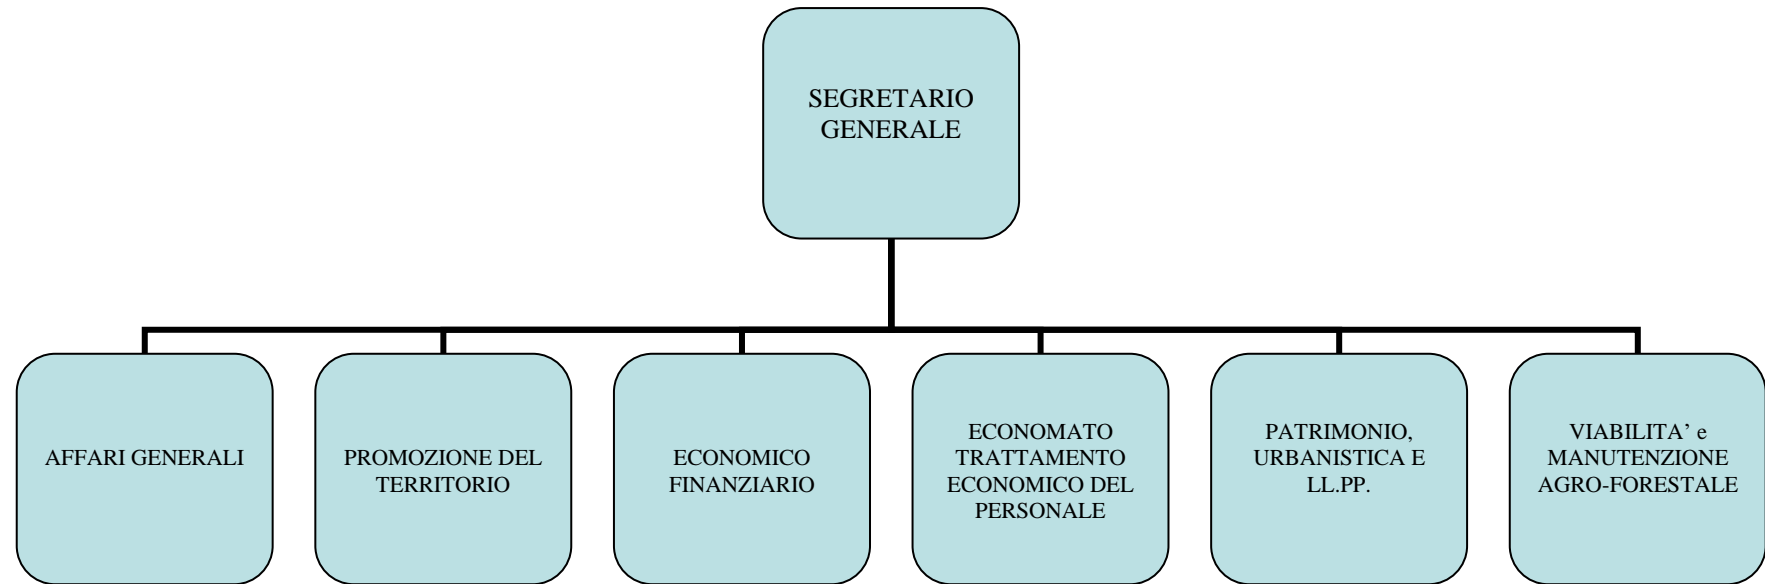 SEGRETARIO
GENERALE
AFFARI GENERALI
PROMOZIONE DEL
TERRITORIO
ECONOMICO
FINANZIARIO
ECONOMATO
TRATTAMENTO
ECONOMICO DEL
PERSONALE
PATRIMONIO,
URBANISTICA E
LL.PP.
VIABILITA’ e
MANUTENZIONE
AGRO-FORESTALE